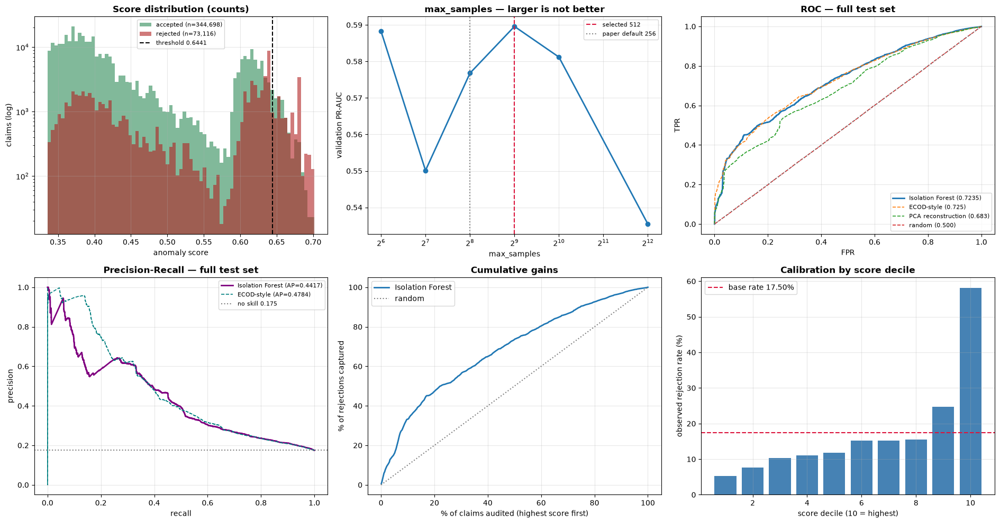 Score distribution (counts)
accepted (n=344,698)
rejected (n=73,116)
threshold 0.6441
claims (log)
10⁴
10³
10²
0.35 0.40 0.45 0.50 0.55 0.60 0.65 0.70
anomaly score
max_samples — larger is not better
selected 512
paper default 256
validation PR-AUC
0.59
0.58
0.57
0.56
0.55
0.54
2⁶ 2⁷ 2⁸ 2⁹ 2¹⁰ 2¹¹ 2¹²
max_samples
ROC — full test set
TPR
1.0
0.8
0.6
0.4
0.2
0.0
Isolation Forest (0.7235)
ECOD-style (0.725)
PCA reconstruction (0.683)
random (0.500)
0.0 0.2 0.4 0.6 0.8 1.0
FPR
Precision-Recall — full test set
Isolation Forest (AP=0.4417)
ECOD-style (AP=0.4784)
no skill 0.175
precision
1.0
0.8
0.6
0.4
0.2
0.0
0.0 0.2 0.4 0.6 0.8 1.0
recall
Cumulative gains
Isolation Forest
random
% of rejections captured
100
80
60
40
20
0
0 20 40 60 80 100
% of claims audited (highest score first)
Calibration by score decile
base rate 17.50%
observed rejection rate (%)
60
50
40
30
20
10
0
2 4 6 8 10
score decile (10 = highest)